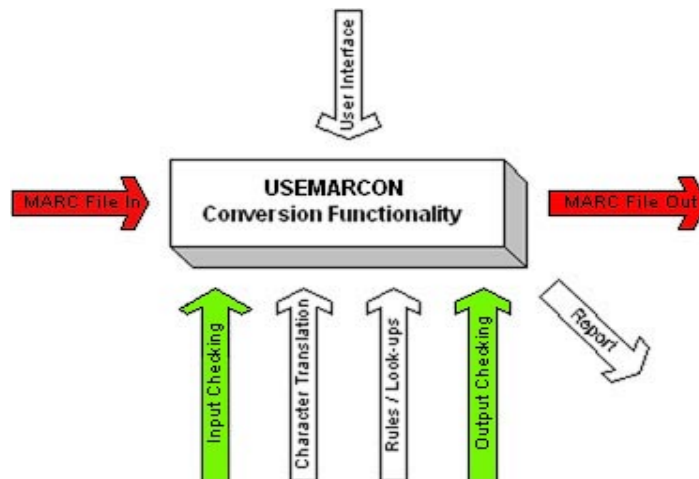 User Interface
USEMARCON
Conversion Functionality
MARC File In
MARC File Out
Input Checking
Character Translation
Rules / Look-ups
Output Checking
Report